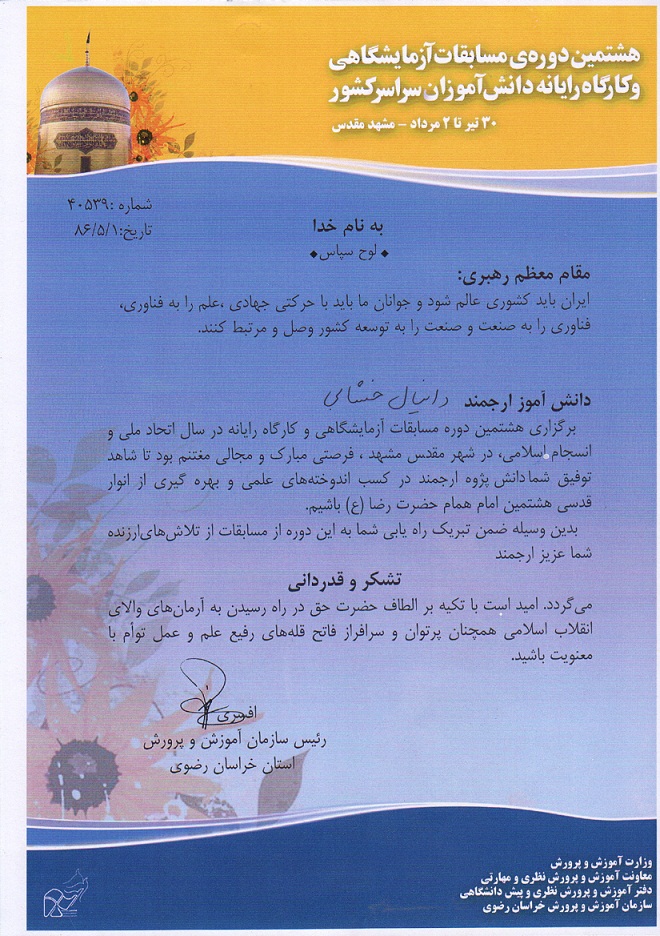 هشتمین دوره‌ی مسابقات آزمایشگاهی
و کارگاه رایانه دانش‌آموزان سراسر کشور
۳۰ تیر تا ۲ مرداد – مشهد مقدس
شماره :۴۰۵۳۹
تاریخ:۸۶/۵/۱
به نام خدا
◆ لوح سپاس ◆
مقام معظم رهبری:
ایران باید کشوری عالم شود و جوانان ما باید با حرکتی جهادی ،علم را به فناوری،
فناوری را به صنعت و صنعت را به توسعه کشور وصل و مرتبط کنند.
دانش آموز ارجمند دانیال
برگزاری هشتمین دوره مسابقات آزمایشگاهی و کارگاه رایانه در سال اتحاد ملی و
انسجام اسلامی، در شهر مقدس مشهد ، فرصتی مبارک و مجالی مغتنم بود تا شاهد
توفیق شما دانش پژوه ارجمند در کسب اندوخته‌های علمی و بهره گیری از انوار
قدسی هشتمین امام همام حضرت رضا (ع) باشیم.
بدین وسیله ضمن تبریک راه یابی شما به این دوره از مسابقات از تلاش‌های ارزنده
شما عزیز ارجمند
تشکر و قدردانی
می‌گردد. امید است با تکیه بر الطاف حضرت حق در راه رسیدن به آرمان‌های والای
انقلاب اسلامی همچنان پرتوان و سرافراز فاتح قله‌های رفیع علم و عمل توأم با
معنویت باشید.
افسری
رئیس سازمان آموزش و پرورش
استان خراسان رضوی
وزارت آموزش و پرورش
معاونت آموزش و پرورش نظری و مهارتی
دفتر آموزش و پرورش نظری و پیش دانشگاهی
سازمان آموزش و پرورش خراسان رضوی